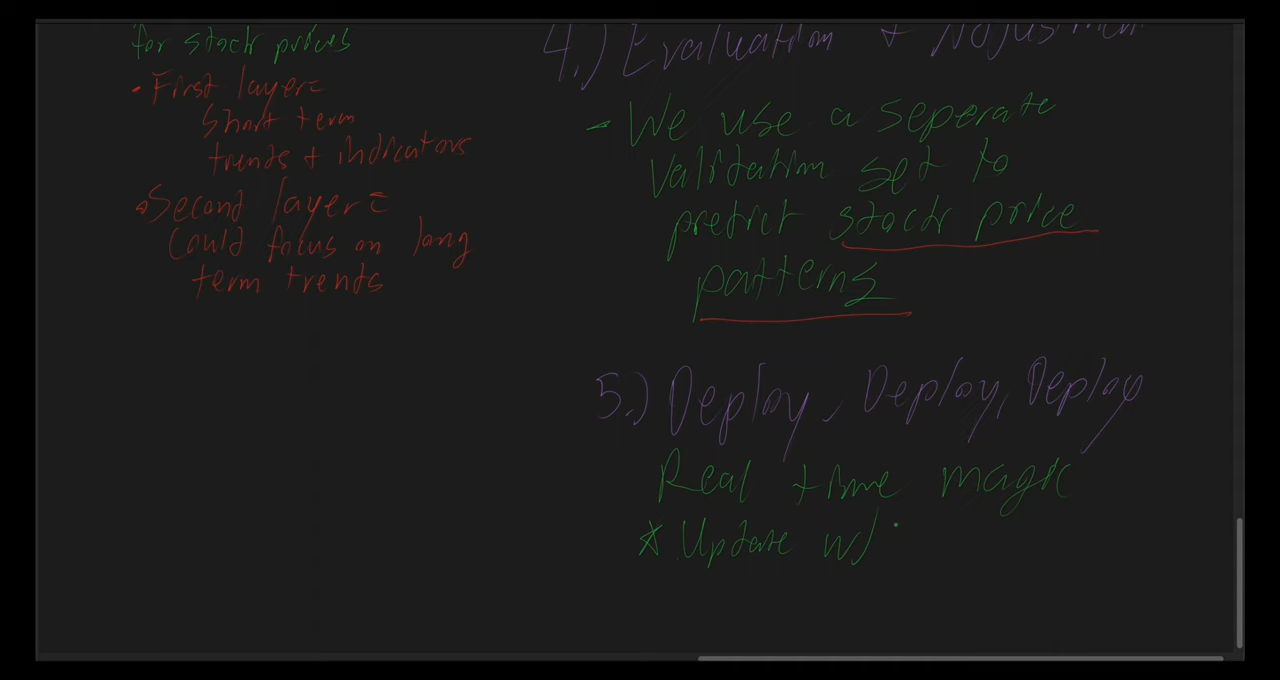 for stock prices
• First layer=
short term
trends + indicators
• Second layer=
Could focus on long
term trends
4.) Evaluation + Adjustment
- We use a seperate
validation set to
predict stock price
patterns
5.) Deploy, Deploy, Deploy
Real time magic
* Update w/